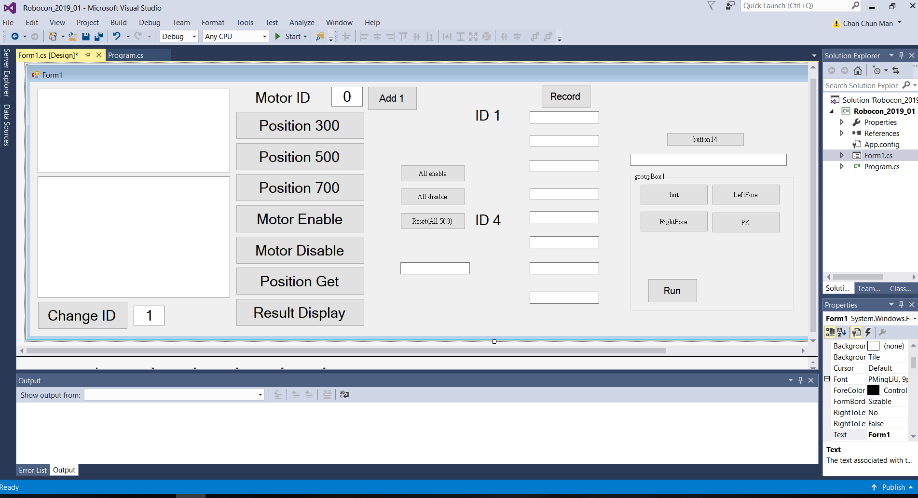 Robocon_2019_01 - Microsoft Visual Studio
Quick Launch (Ctrl+Q)
File Edit View Project Build Debug Team Format Tools Test Analyze Window Help
Chan Chun Man
Debug Any CPU Start
Form1.cs [Design]* Program.cs
Server Explorer
Data Sources
Form1
Motor ID 0 Add 1
Position 300
Position 500
Position 700
Motor Enable
Motor Disable
Position Get
Result Display
Change ID 1
All enable
All disable
Reset(All 500)
ID 1
ID 4
Record
button14
groupBox1
Init LeftFore
RightFore
Run
Solution Explorer
Search Solution Explor
Solution 'Robocon_2019
Robocon_2019_01
Properties
References
App.config
Form1.cs
Program.cs
Soluti... Team... Class...
Properties
Form1 System.Windows.F
Backgrour (none)
Backgrour Tile
Cursor Default
Font PMingLiU, 9p
ForeColor Control
FormBord Sizable
RightToLe No
RightToLe False
Text Form1
Text
The text associated with t...
Output
Show output from:
Error List Output
Ready
Publish